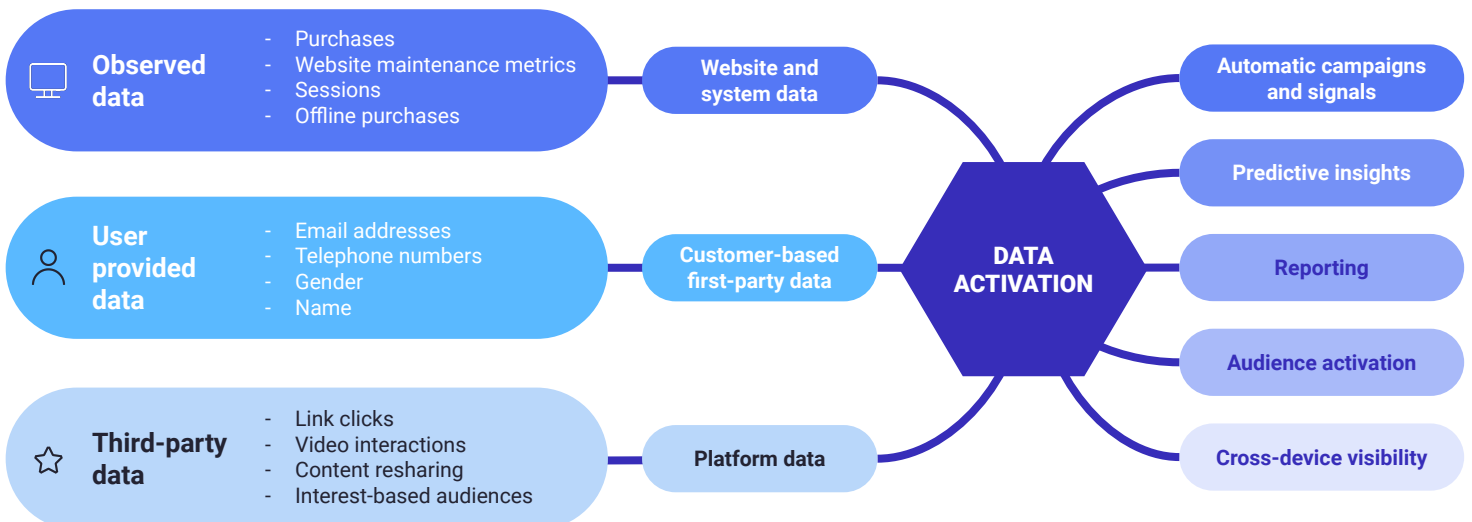 Observed
data
- Purchases
- Website maintenance metrics
- Sessions
- Offline purchases
Website and
system data
User
provided
data
- Email addresses
- Telephone numbers
- Gender
- Name
Customer-based
first-party data
Third-party
data
- Link clicks
- Video interactions
- Content resharing
- Interest-based audiences
Platform data
DATA
ACTIVATION
Automatic campaigns
and signals
Predictive insights
Reporting
Audience activation
Cross-device visibility